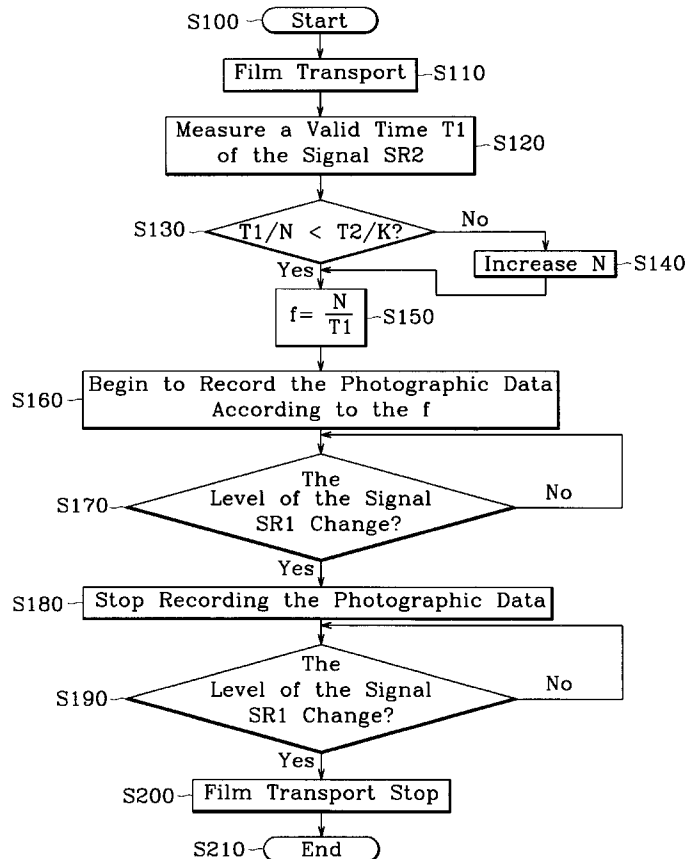 S100 Start
Film Transport S110
Measure a Valid Time T1
of the Signal SR2
S120
S130 T1/N < T2/K? No
Increase N S140
Yes
f= N/T1 S150
Begin to Record the Photographic Data
According to the f
S160
The
Level of the Signal
SR1 Change?
S170
No
Yes
S180 Stop Recording the Photographic Data
The
Level of the Signal
SR1 Change?
S190
No
Yes
S200 Film Transport Stop
S210 End